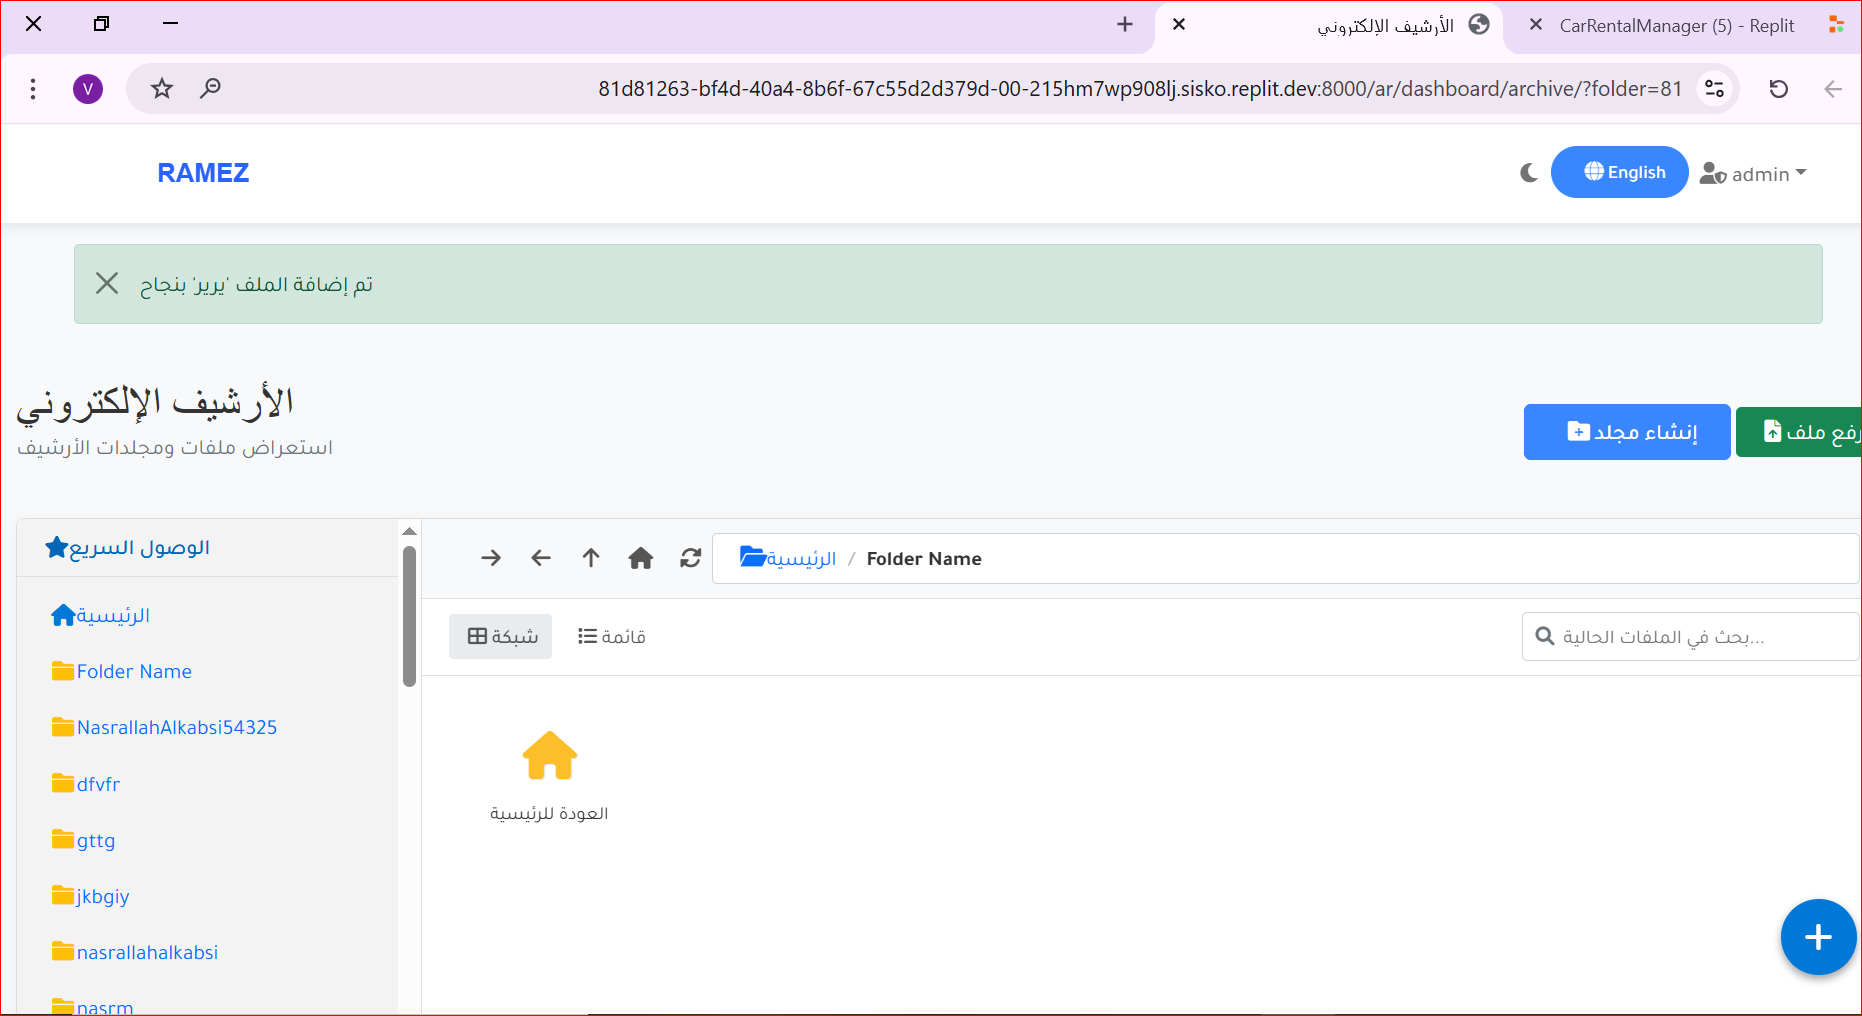 الأرشيف الإلكتروني
CarRentalManager (5) - Replit
V
81d81263-bf4d-40a4-8b6f-67c55d2d379d-00-215hm7wp908lj.sisko.replit.dev:8000/ar/dashboard/archive/?folder=81
RAMEZ
English
admin
تم إضافة الملف 'يرير' بنجاح
الأرشيف الإلكتروني
استعراض ملفات ومجلدات الأرشيف
إنشاء مجلد
رفع ملف
الوصول السريع
الرئيسية
Folder Name
NasrallahAlkabsi54325
dfvfr
gttg
jkbgiy
nasrallahalkabsi
nasrm
الرئيسية / Folder Name
شبكة
قائمة
بحث في الملفات الحالية...
العودة للرئيسية